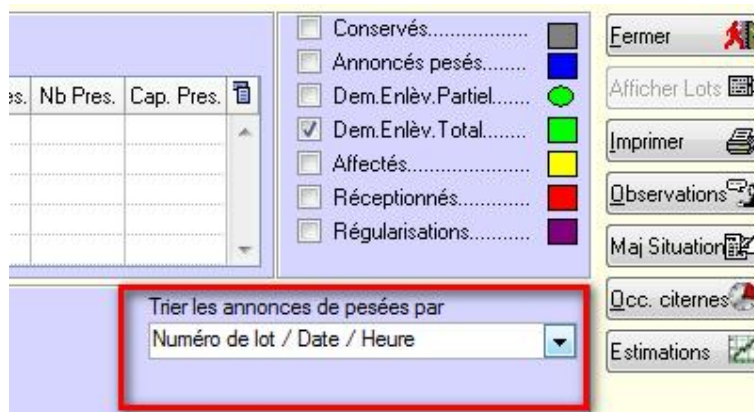 Conservés..................
Annoncés pesés........
Dem.Enlèv.Partiel.......
Dem.Enlèv.Total........
Affectés...................
Réceptionnés............
Régularisations...........
es. Nb Pres. Cap. Pres.
Fermer
Afficher Lots
Imprimer
Observations
Maj Situation
Occ. citernes
Estimations
Trier les annonces de pesées par
Numéro de lot / Date / Heure